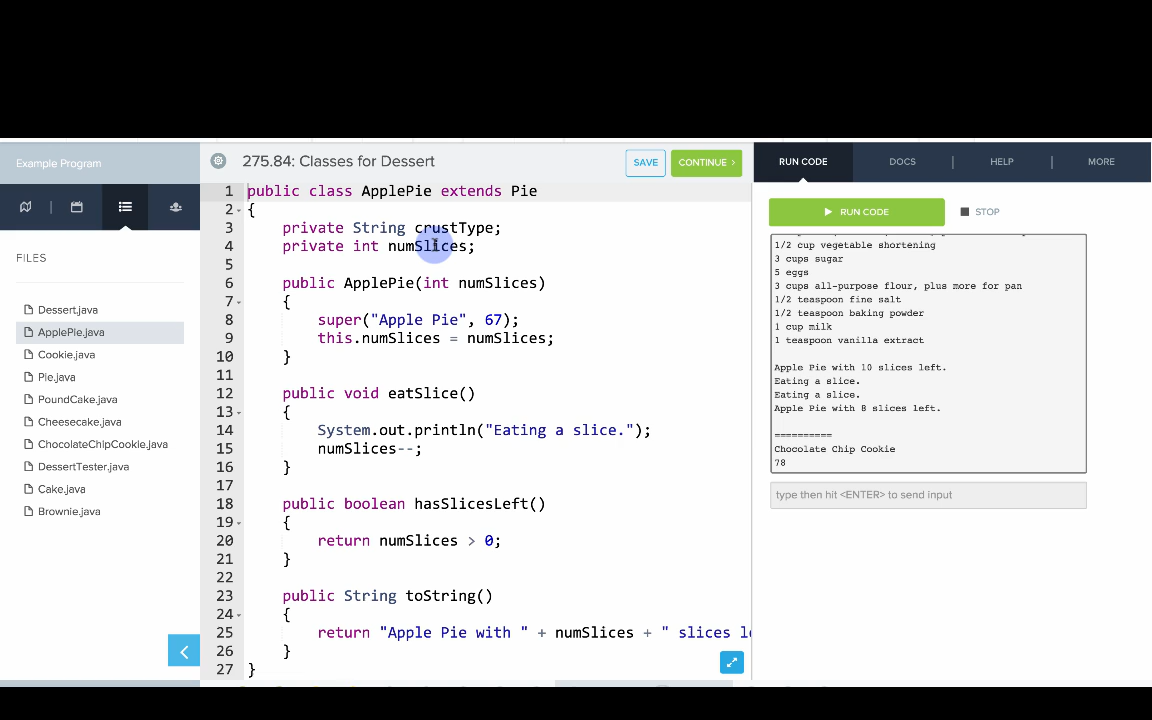 Example Program
275.84: Classes for Dessert
SAVE
CONTINUE >
RUN CODE
DOCS
HELP
MORE
FILES
Dessert.java
ApplePie.java
Cookie.java
Pie.java
PoundCake.java
Cheesecake.java
ChocolateChipCookie.java
DessertTester.java
Cake.java
Brownie.java
1 public class ApplePie extends Pie
2 {
3 private String crustType;
4 private int numSlices;
5
6 public ApplePie(int numSlices)
7 {
8 super("Apple Pie", 67);
9 this.numSlices = numSlices;
10 }
11
12 public void eatSlice()
13 {
14 System.out.println("Eating a slice.");
15 numSlices--;
16 }
17
18 public boolean hasSlicesLeft()
19 {
20 return numSlices > 0;
21 }
22
23 public String toString()
24 {
25 return "Apple Pie with " + numSlices + " slices l
26 }
27 }
RUN CODE
STOP
1/2 cup vegetable shortening
3 cups sugar
5 eggs
3 cups all-purpose flour, plus more for pan
1/2 teaspoon fine salt
1/2 teaspoon baking powder
1 cup milk
1 teaspoon vanilla extract
Apple Pie with 10 slices left.
Eating a slice.
Eating a slice.
Apple Pie with 8 slices left.
==========
Chocolate Chip Cookie
78
type then hit <ENTER> to send input